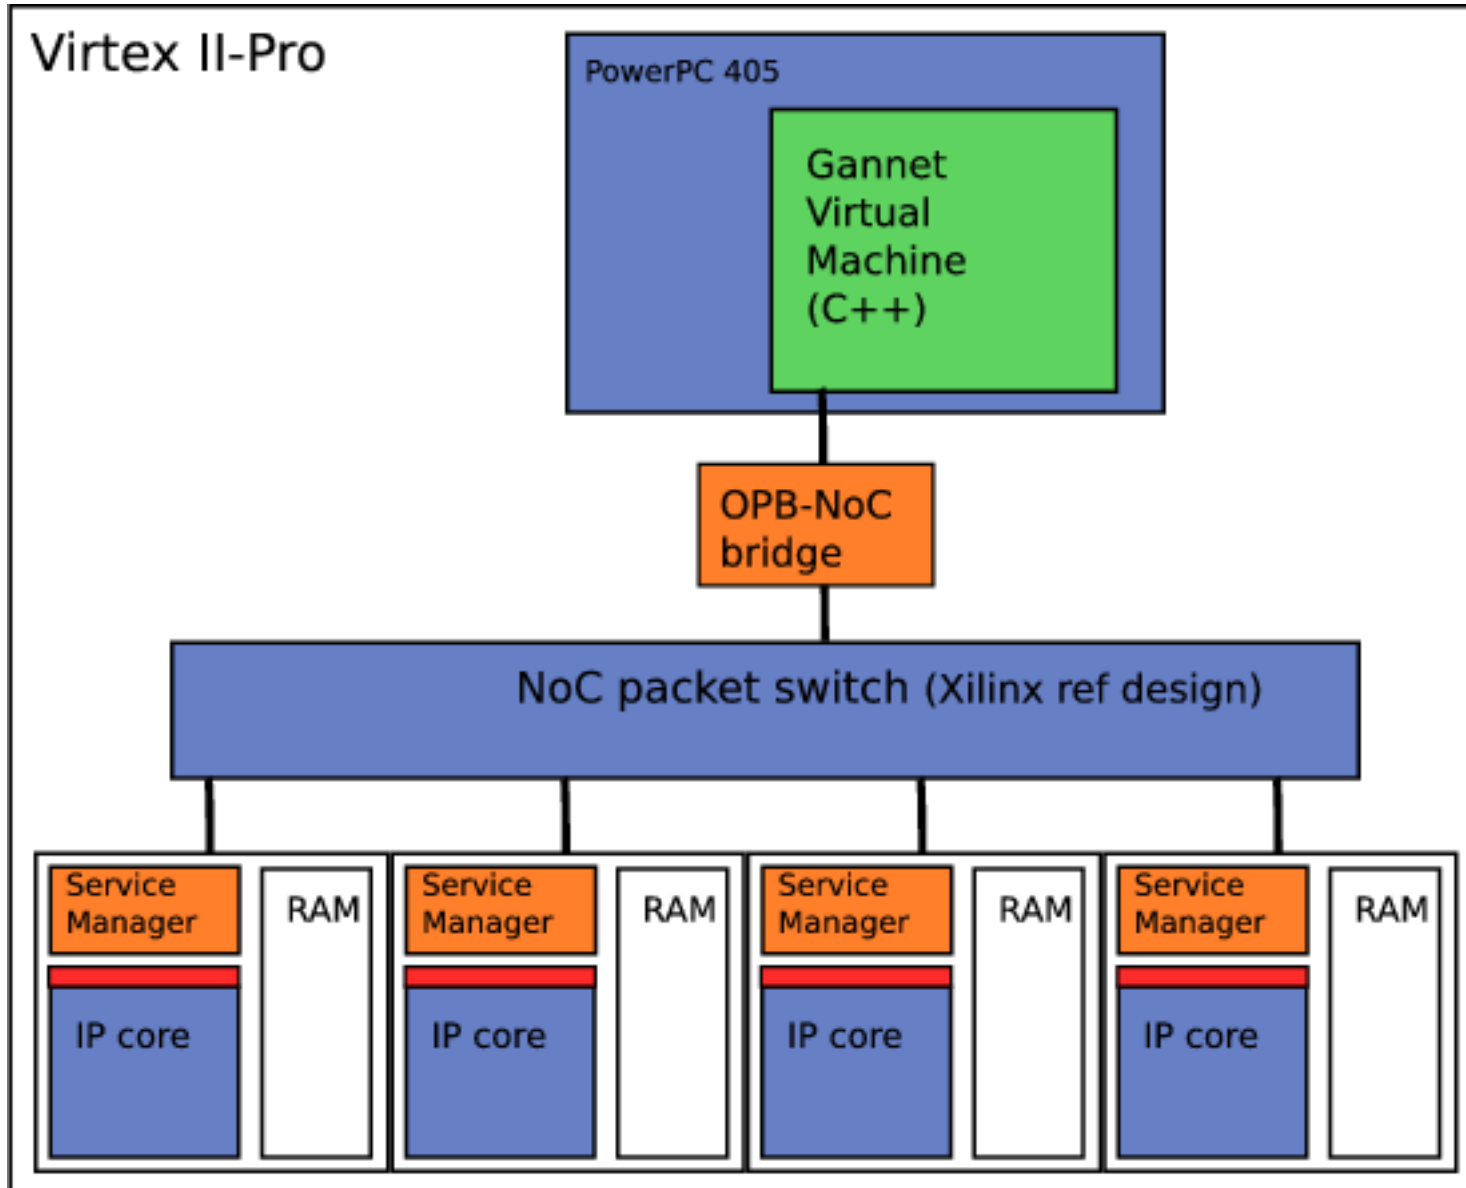 Virtex II-Pro
PowerPC 405
Gannet
Virtual
Machine
(C++)
OPB-NoC
bridge
NoC packet switch (Xilinx ref design)
Service
Manager
RAM
IP core
Service
Manager
RAM
IP core
Service
Manager
RAM
IP core
Service
Manager
RAM
IP core